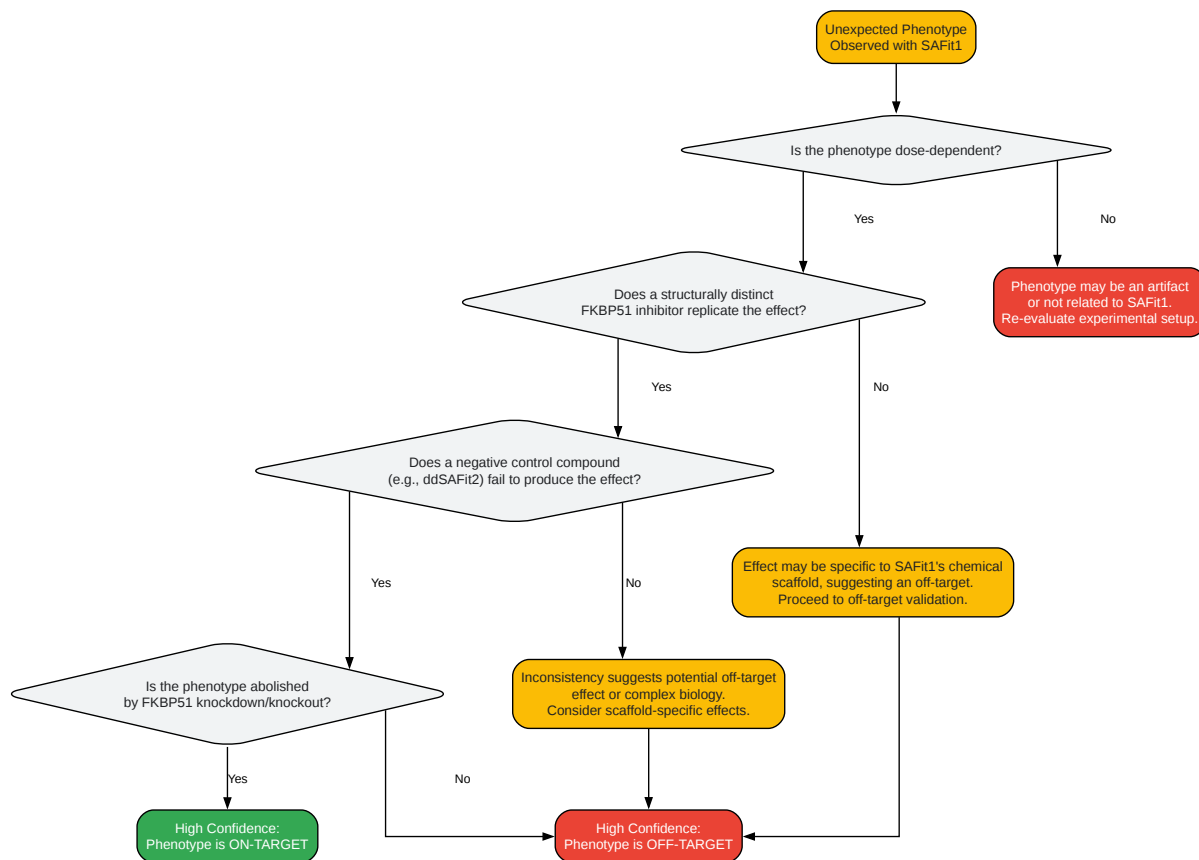 Unexpected Phenotype
Observed with SAFit1
Is the phenotype dose-dependent?
Yes
No
Does a structurally distinct
FKBP51 inhibitor replicate the effect?
Phenotype may be an artifact
or not related to SAFit1.
Re-evaluate experimental setup.
Yes
No
Does a negative control compound
(e.g., ddSAFit2) fail to produce the effect?
Yes
No
Effect may be specific to SAFit1's chemical
scaffold, suggesting an off-target.
Proceed to off-target validation.
Is the phenotype abolished
by FKBP51 knockdown/knockout?
Inconsistency suggests potential off-target
effect or complex biology.
Consider scaffold-specific effects.
Yes
No
High Confidence:
Phenotype is ON-TARGET
High Confidence:
Phenotype is OFF-TARGET